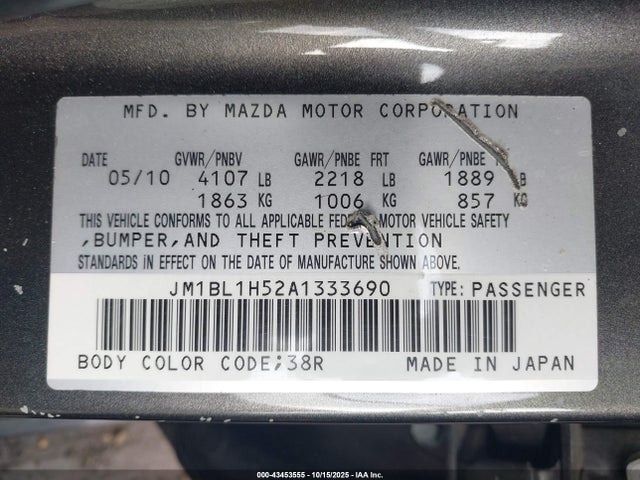 MFD. BY MAZDA MOTOR CORPORATION
DATE GVWR/PNBV GAWR/PNBE FRT GAWR/PNBE
05/10 4107 LB 2218 LB 1889 LB
1863 KG 1006 KG 857 KG
THIS VEHICLE CONFORMS TO ALL APPLICABLE FEDERAL MOTOR VEHICLE SAFETY
,BUMPER,AND THEFT PREVENTION
STANDARDS IN EFFECT ON THE DATE OF MANUFACTURE SHOWN ABOVE.
JM1BL1H52A1333690 TYPE: PASSENGER
BODY COLOR CODE;38R MADE IN JAPAN
000-43453555 - 10/15/2025 - IAA Inc.